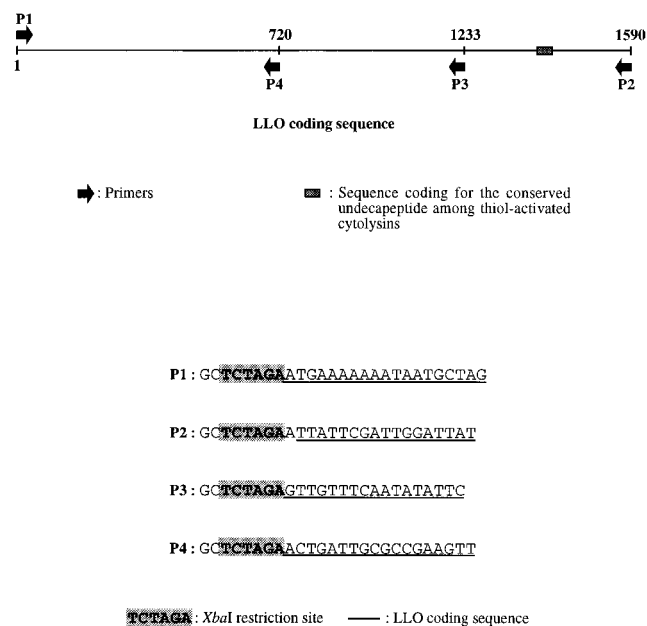 P1
720 1233 1590
1 P4 P3 P2
LLO coding sequence
: Primers
: Sequence coding for the conserved
undecapeptide among thiol-activated
cytolysins
P1 : GCTCTAGAATGAAAAAAATAATGCTAG
P2 : GCTCTAGAATTATTCGATTGGATTAT
P3 : GCTCTAGAGTTGTTTCAATATATTC
P4 : GCTCTAGAACTGATTGCGCCGAAGTT
TCTAGA : XbaI restriction site : LLO coding sequence